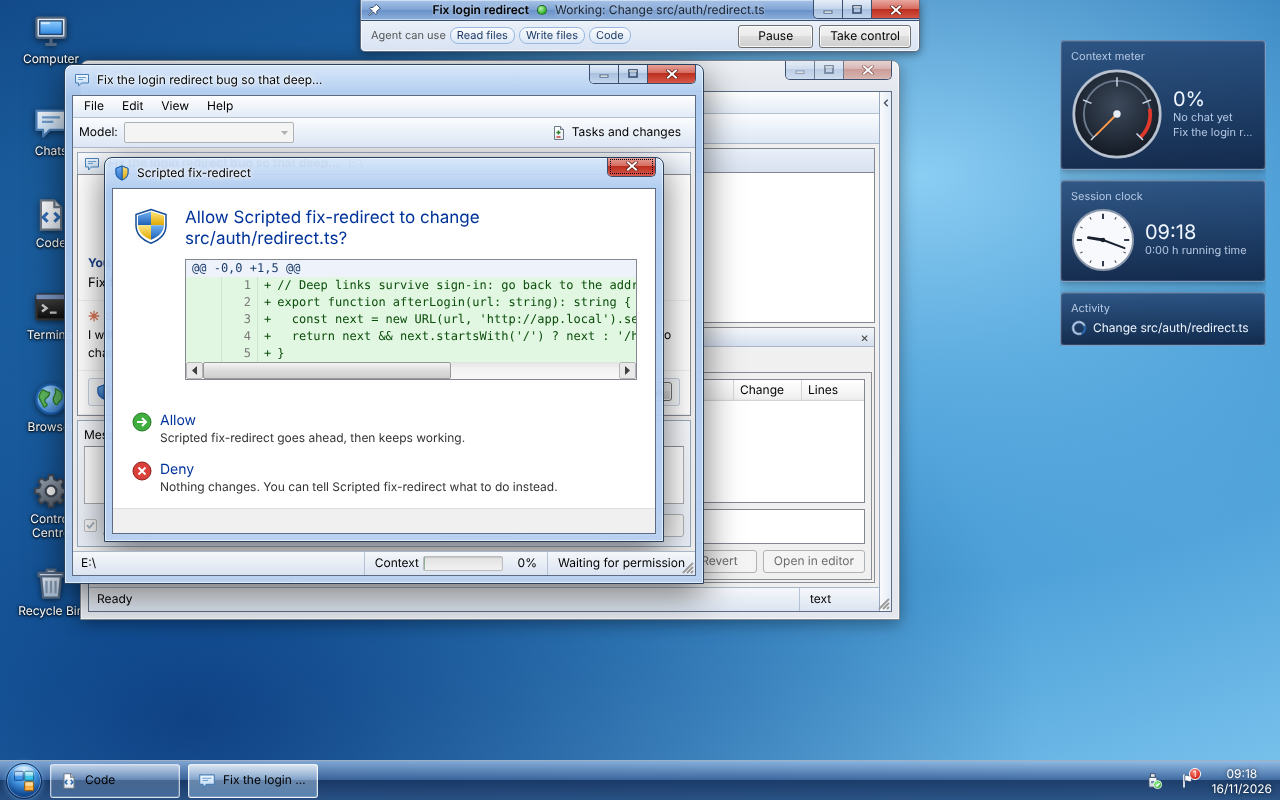 Fix login redirect
Working: Change src/auth/redirect.ts
Agent can use
Read files
Write files
Code
Pause
Take control
Computer
Chats
Code
Fix the login redirect bug so that deep...
File
Edit
View
Help
Model:
Tasks and changes
Scripted fix-redirect
Allow Scripted fix-redirect to change
src/auth/redirect.ts?
@@ -0,0 +1,5 @@
1 + // Deep links survive sign-in: go back to the addr
2 + export function afterLogin(url: string): string {
3 + const next = new URL(url, 'http://app.local').se
4 + return next && next.startsWith('/') ? next : '/h
5 + }
Allow
Scripted fix-redirect goes ahead, then keeps working.
Deny
Nothing changes. You can tell Scripted fix-redirect what to do instead.
E:\
Context
0%
Waiting for permission
Change
Lines
Revert
Open in editor
Ready
text
Recycle Bin
Context meter
0%
No chat yet
Fix the login r...
Session clock
09:18
0:00 h running time
Activity
Change src/auth/redirect.ts
Code
Fix the login ...
1
09:18
16/11/2026